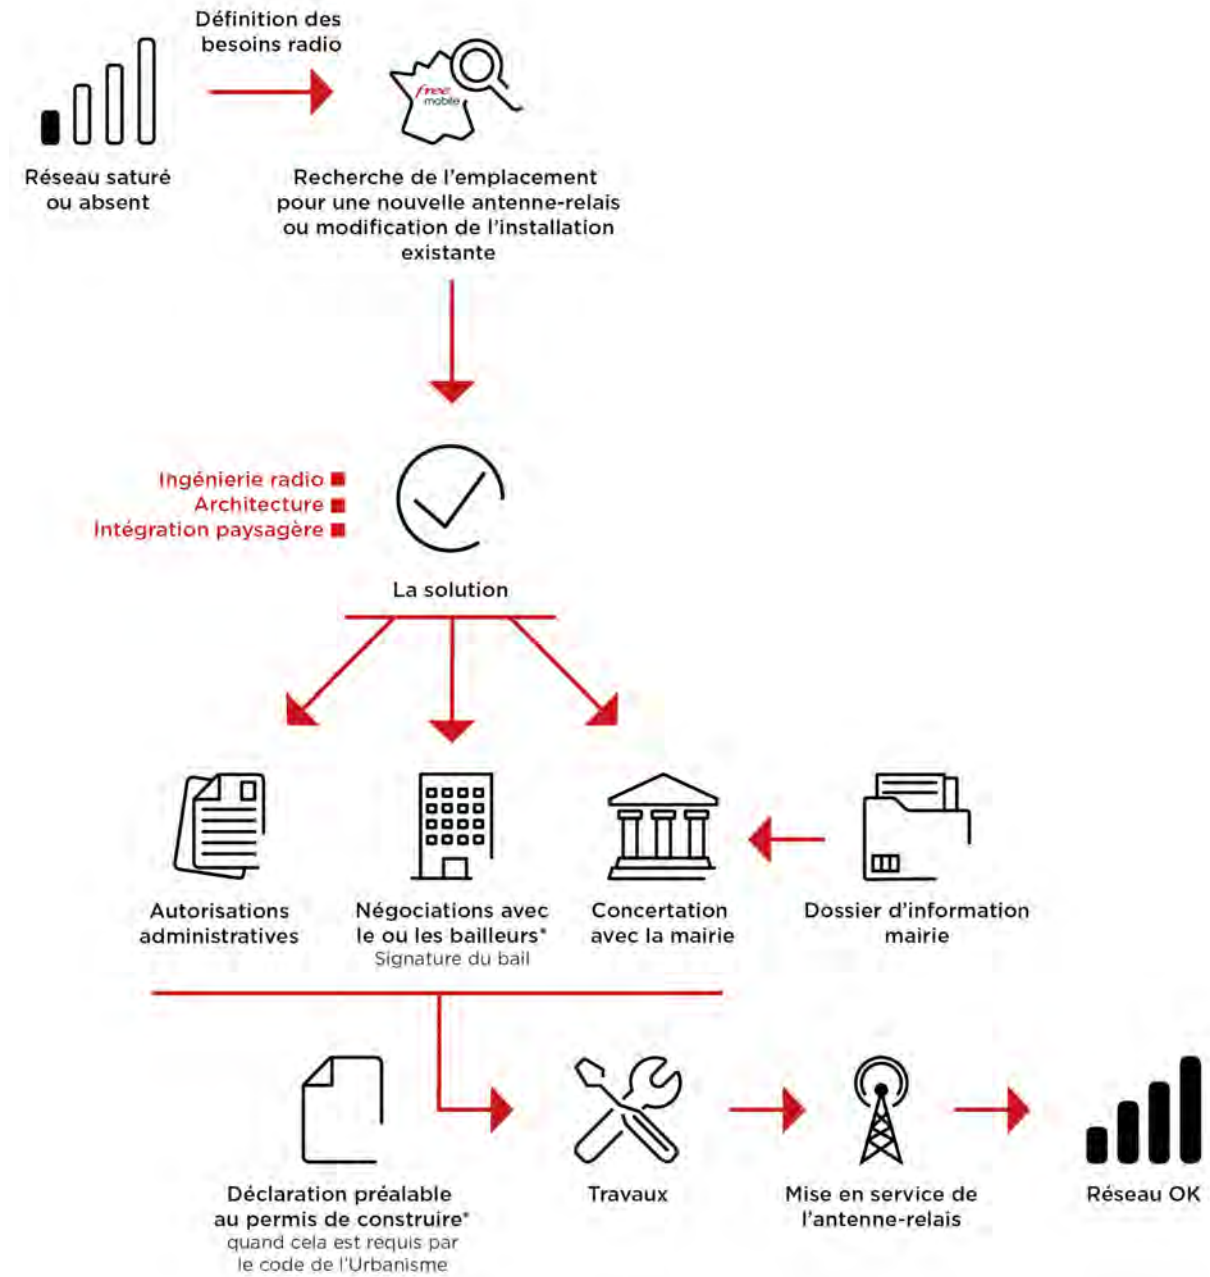 Définition des
besoins radio
free
mobile
Réseau saturé
ou absent
Recherche de l'emplacement
pour une nouvelle antenne-relais
ou modification de l'installation
existante
Ingénierie radio
Architecture
Intégration paysagère
La solution
Autorisations
administratives
Négociations avec
le ou les bailleurs*
Signature du bail
Concertation
avec la mairie
Dossier d'information
mairie
Déclaration préalable
au permis de construire*
quand cela est requis par
le code de l'Urbanisme
Travaux
Mise en service de
l'antenne-relais
Réseau OK